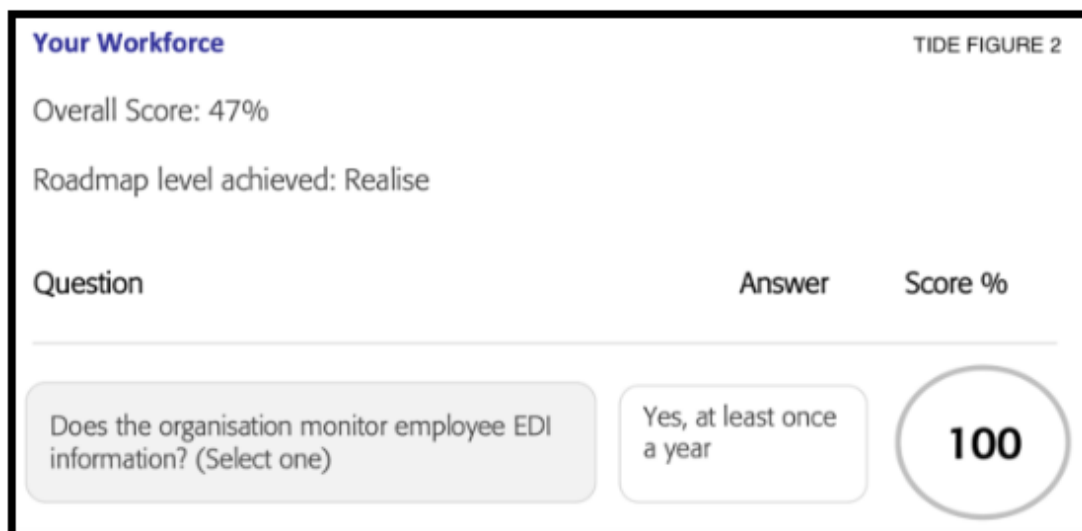 Your Workforce
TIDE FIGURE 2
Overall Score: 47%
Roadmap level achieved: Realise
Question Answer Score %
Does the organisation monitor employee EDI
information? (Select one)
Yes, at least once
a year
100